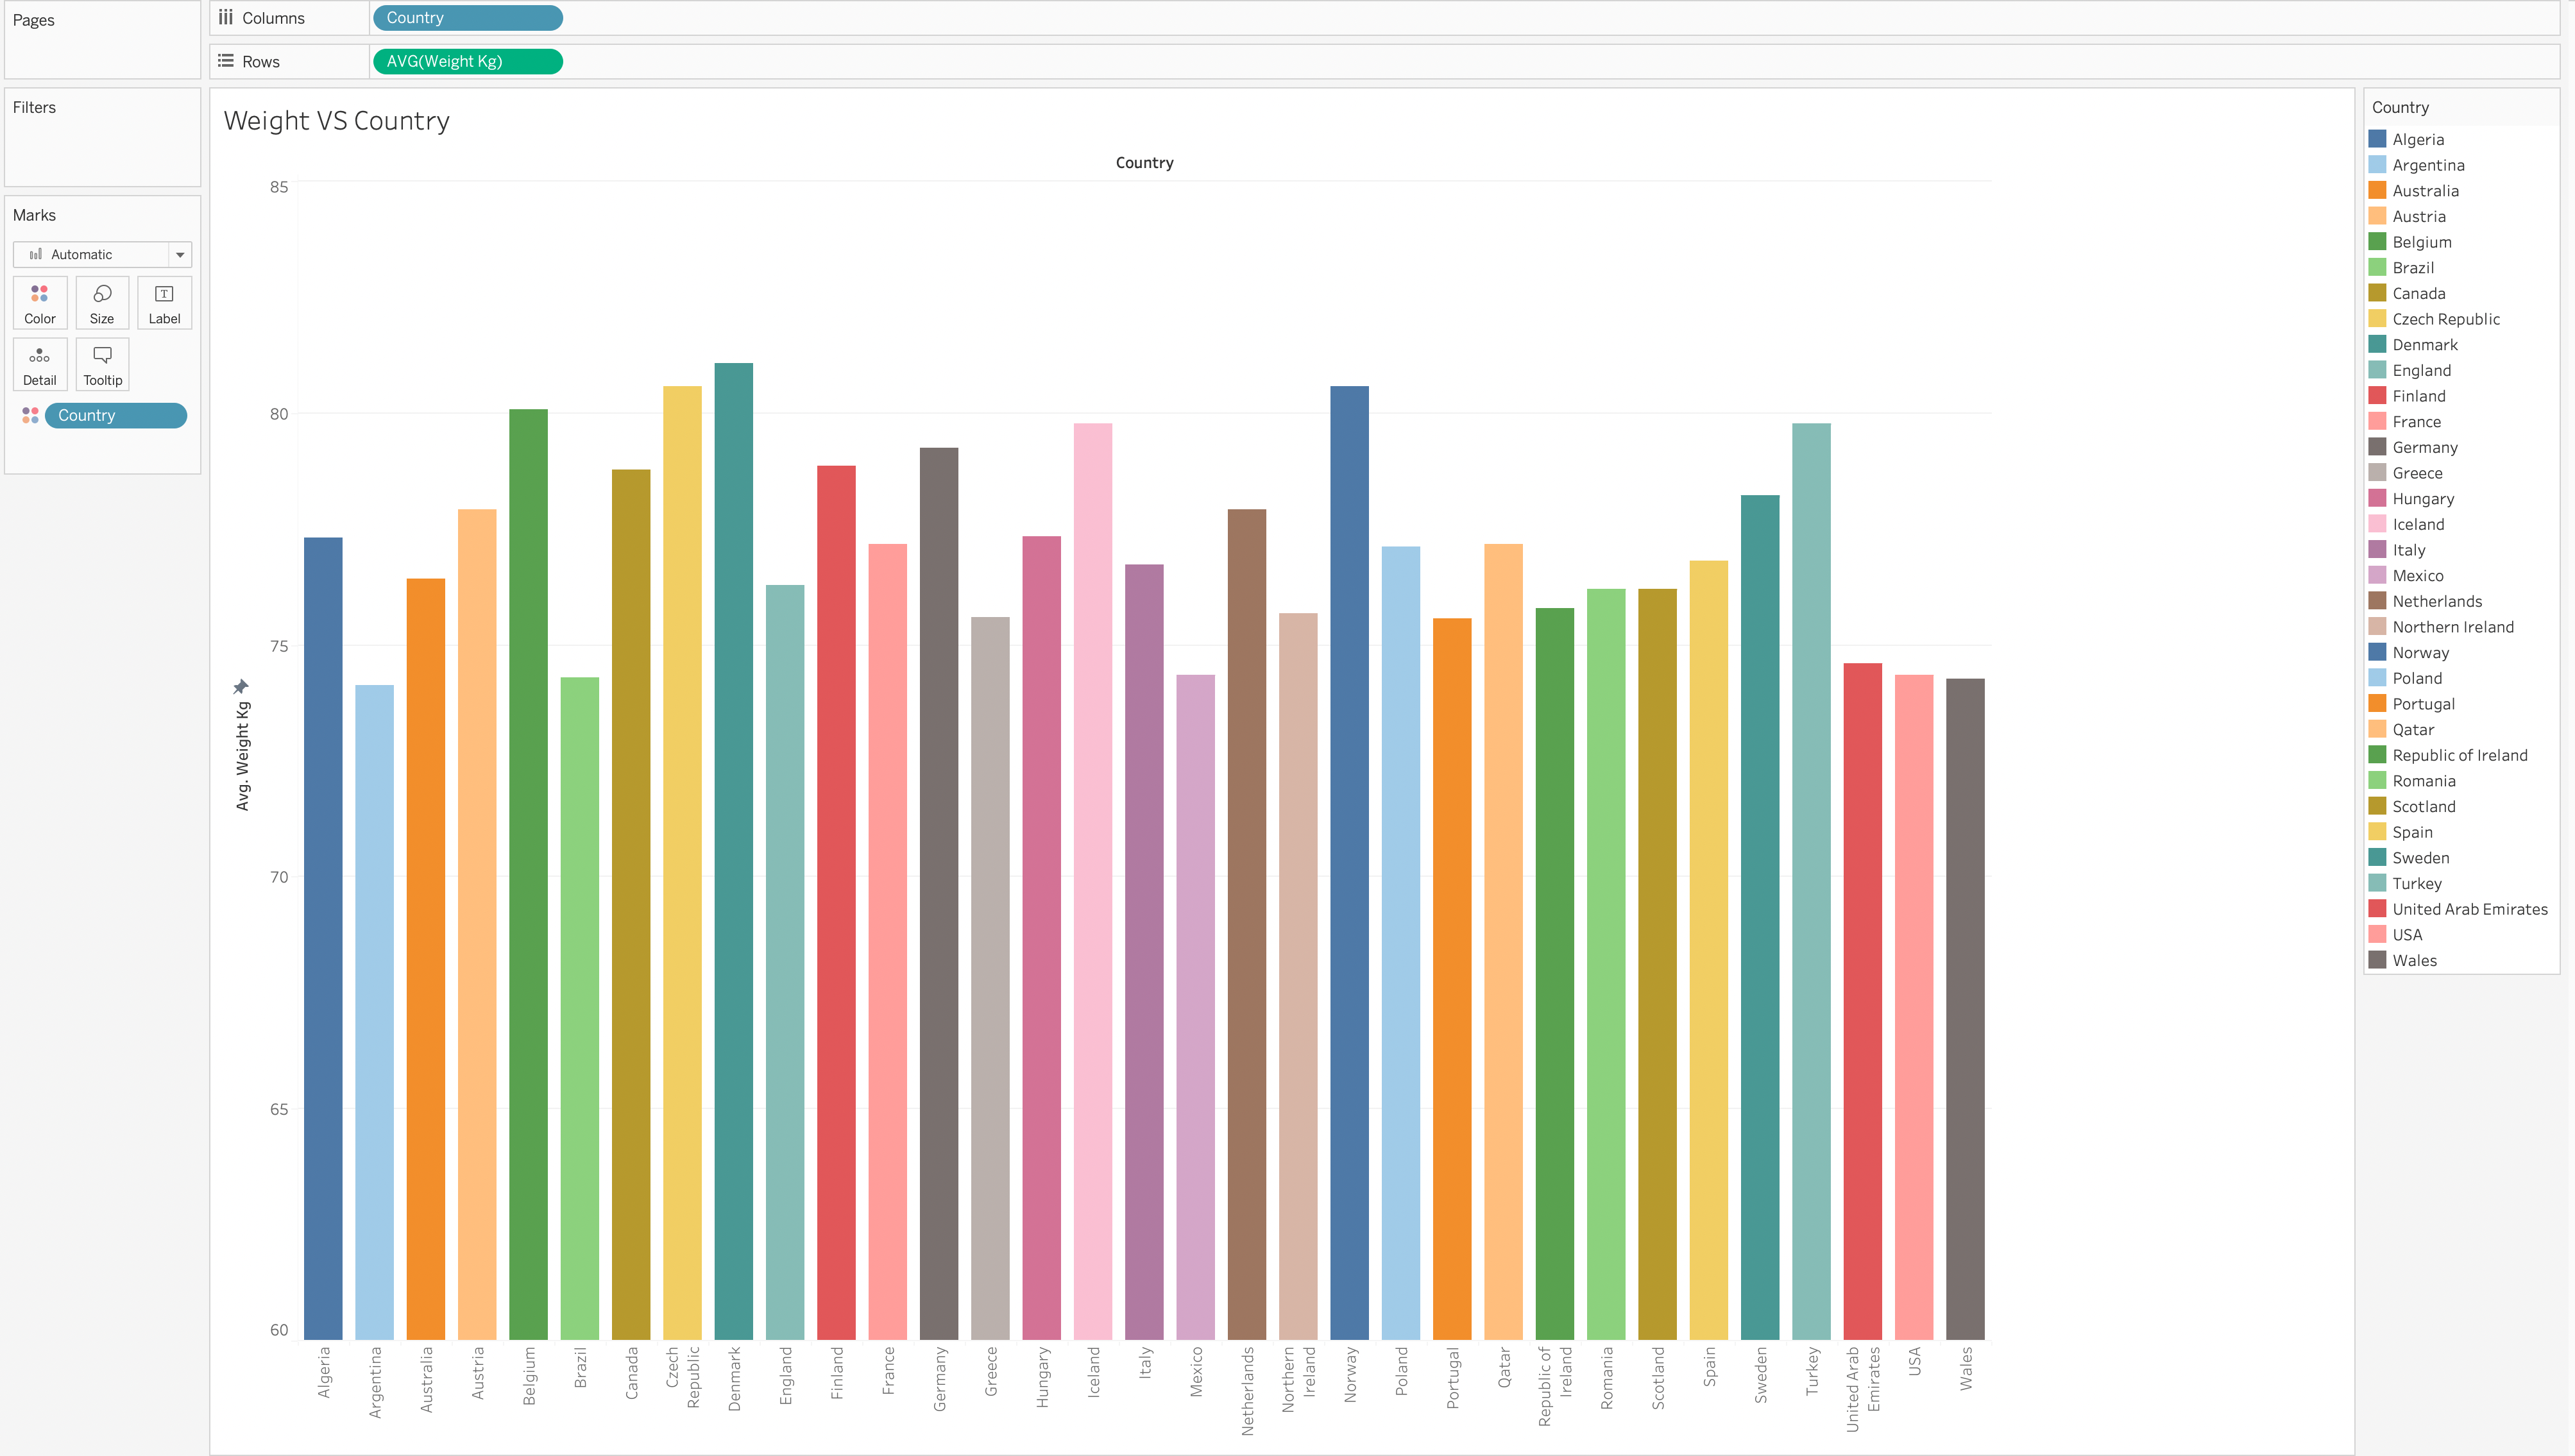 Pages
Columns
Country
Rows
AVG(Weight Kg)
Filters
Marks
Automatic
Color
Size
T
Label
Detail
Tooltip
Country
Weight VS Country
Country
85
80
75
70
65
60
Avg. Weight Kg
Algeria
Argentina
Australia
Austria
Belgium
Brazil
Canada
Czech
Republic
Denmark
England
Finland
France
Germany
Greece
Hungary
Iceland
Italy
Mexico
Netherlands
Northern
Ireland
Norway
Poland
Portugal
Qatar
Republic of
Ireland
Romania
Scotland
Spain
Sweden
Turkey
United Arab
Emirates
USA
Wales
Country
Algeria
Argentina
Australia
Austria
Belgium
Brazil
Canada
Czech Republic
Denmark
England
Finland
France
Germany
Greece
Hungary
Iceland
Italy
Mexico
Netherlands
Northern Ireland
Norway
Poland
Portugal
Qatar
Republic of Ireland
Romania
Scotland
Spain
Sweden
Turkey
United Arab Emirates
USA
Wales